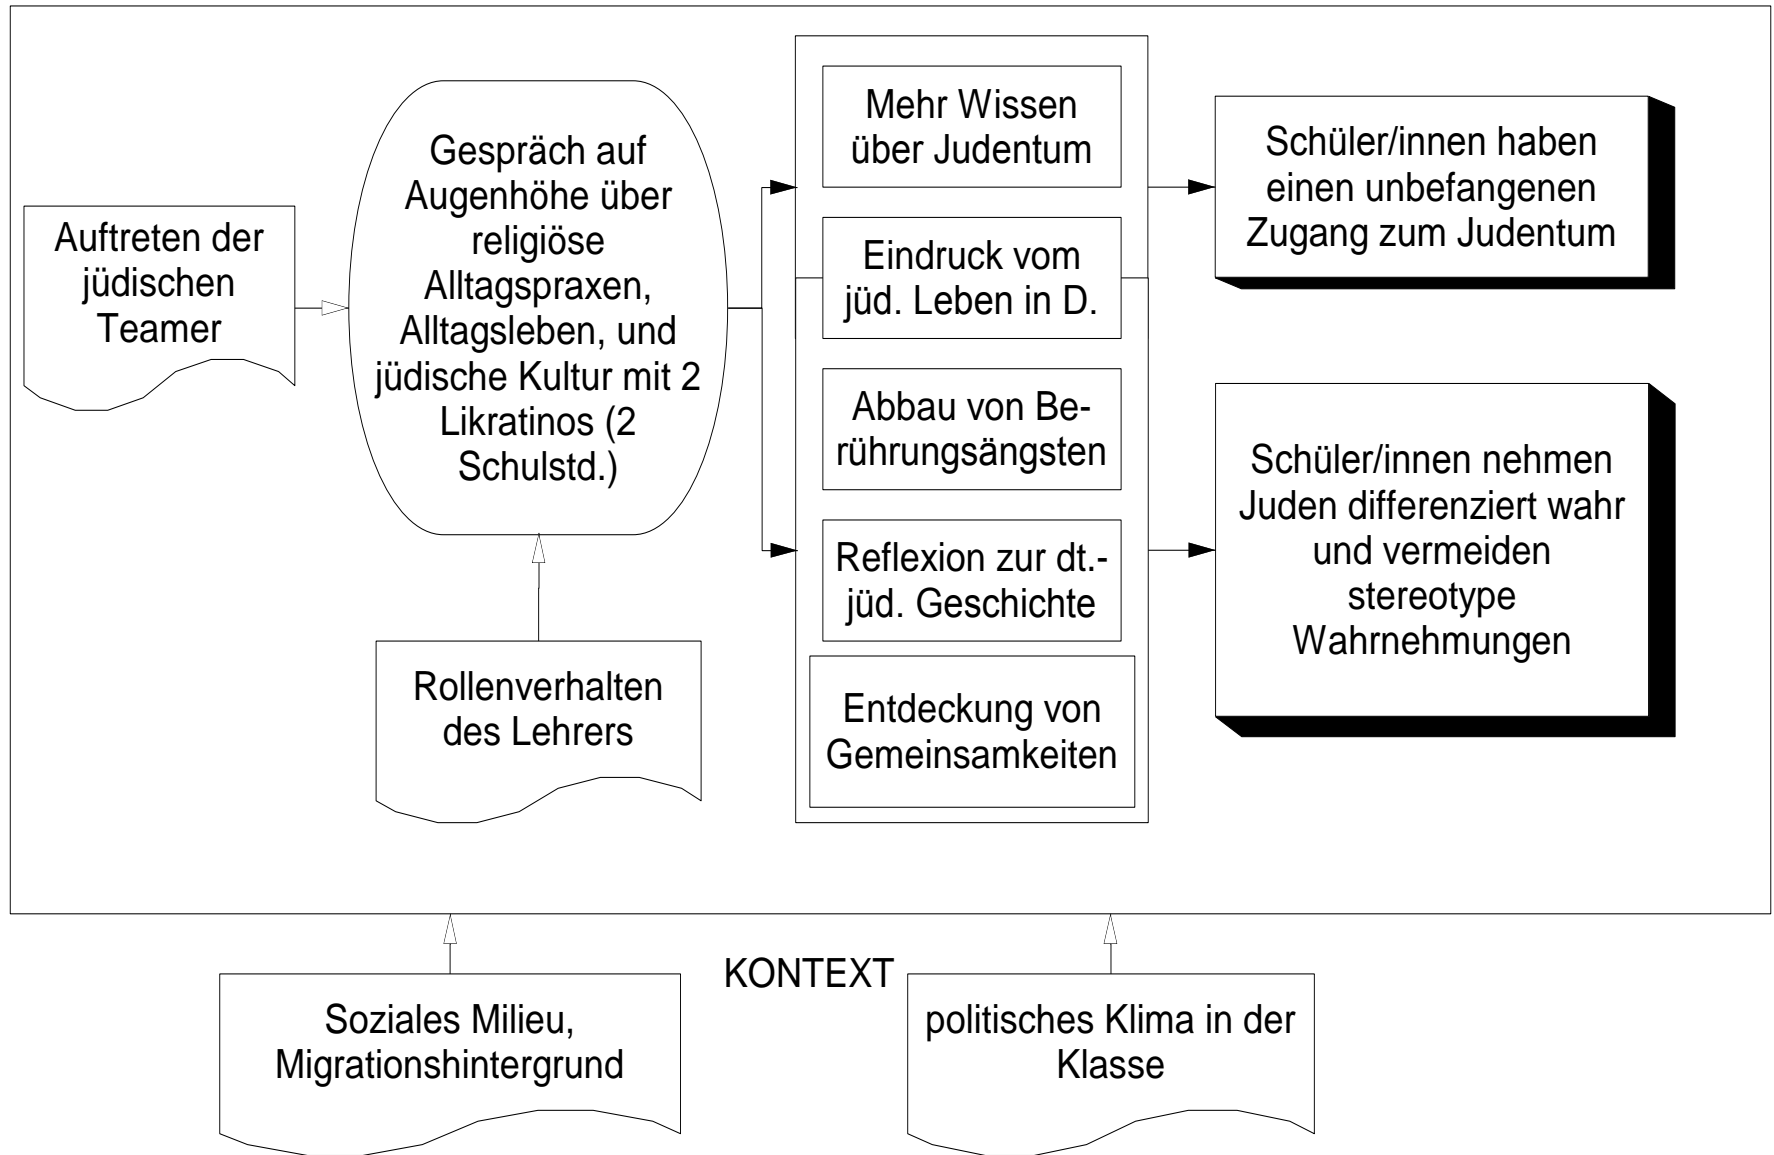 Auftreten der
jüdischen
Teamer
Gespräch auf
Augenhöhe über
religiöse
Alltagspraxen,
Alltagsleben, und
jüdische Kultur mit 2
Likratinos (2
Schulstd.)
Rollenverhalten
des Lehrers
Mehr Wissen
über Judentum
Eindruck vom
jüd. Leben in D.
Abbau von Be-
rührungsängsten
Reflexion zur dt.-
jüd. Geschichte
Entdeckung von
Gemeinsamkeiten
Schüler/innen haben
einen unbefangenen
Zugang zum Judentum
Schüler/innen nehmen
Juden differenziert wahr
und vermeiden
stereotype
Wahrnehmungen
KONTEXT
Soziales Milieu,
Migrationshintergrund
politisches Klima in der
Klasse